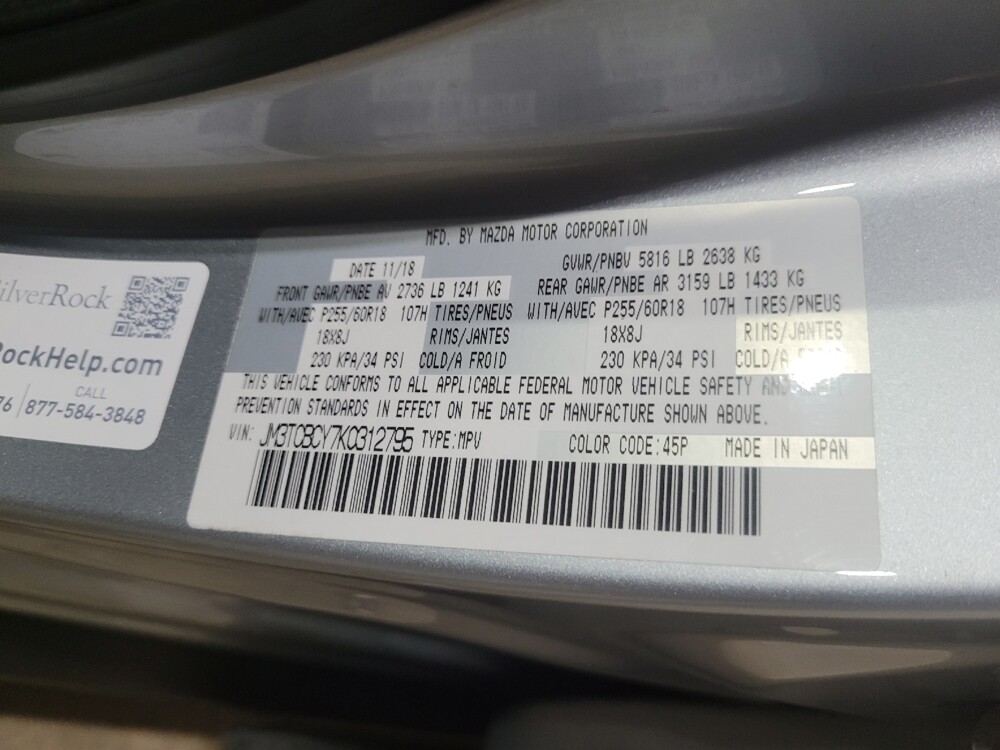 MFD. BY MAZDA MOTOR CORPORATION
DATE 11/18
GVWR/PNBV 5816 LB 2638 KG
FRONT GAWR/PNBE AV 2736 LB 1241 KG
REAR GAWR/PNBE AR 3159 LB 1433 KG
WITH/AVEC P255/60R18 107H TIRES/PNEUS
WITH/AVEC P255/60R18 107H TIRES/PNEUS
18X8J RIMS/JANTES
18X8J RIMS/JANTES
230 KPA/34 PSI COLD/A FROID
230 KPA/34 PSI COLD/A
THIS VEHICLE CONFORMS TO ALL APPLICABLE FEDERAL MOTOR VEHICLE SAFETY
PREVENTION STANDARDS IN EFFECT ON THE DATE OF MANUFACTURE SHOWN ABOVE.
VIN: JM3TCBCY7K0312795 TYPE:MPV COLOR CODE:45P MADE IN JAPAN
ilverRock
RockHelp.com
CALL
76 | 877-584-3848